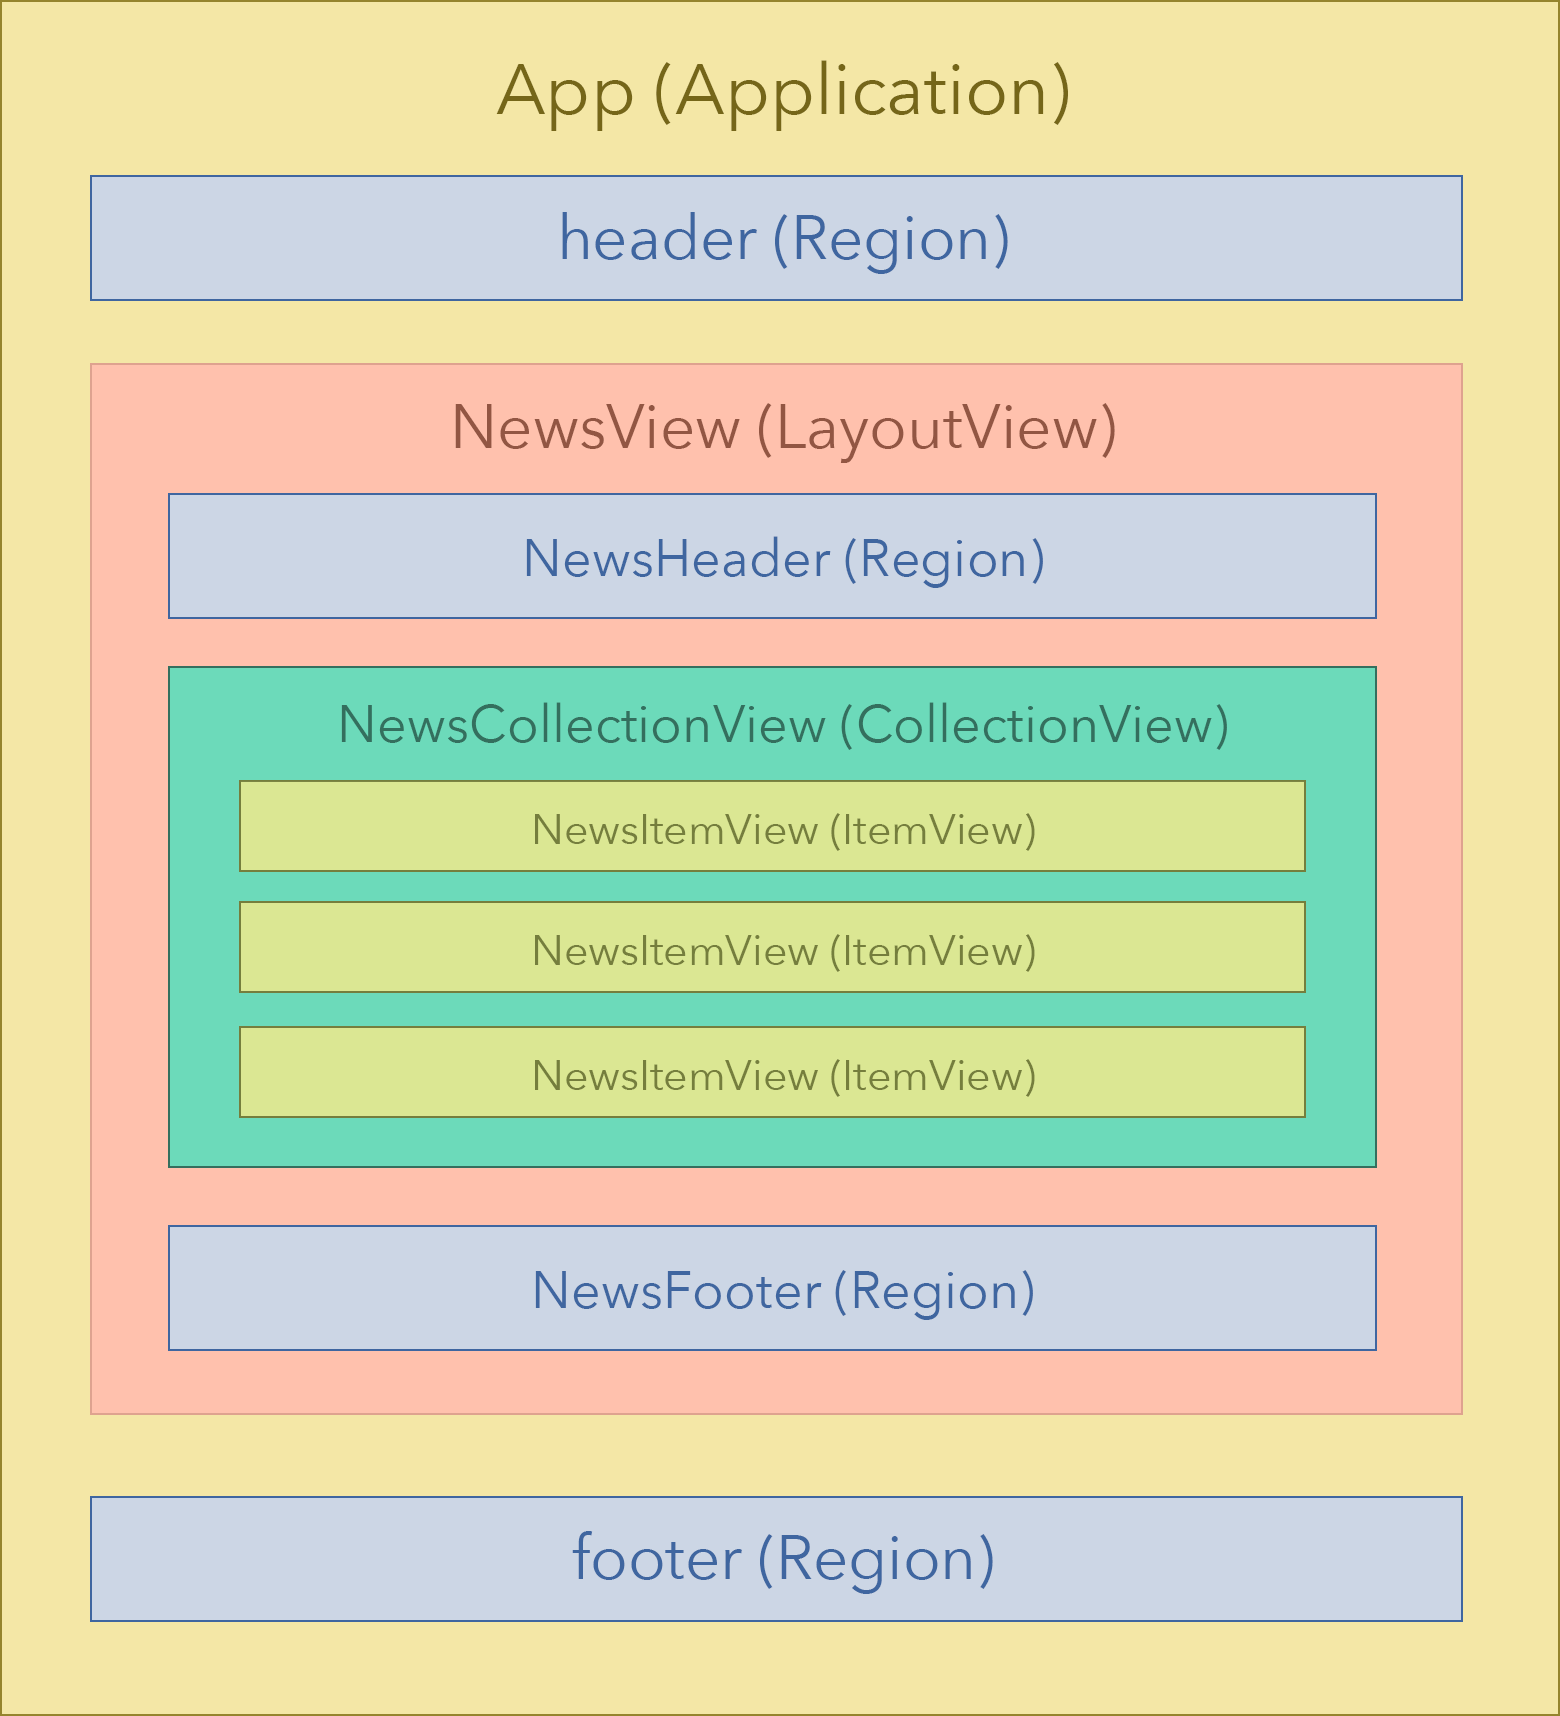 App (Application)
header (Region)
NewsView (LayoutView)
NewsHeader (Region)
NewsCollectionView (CollectionView)
NewsItemView (ItemView)
NewsItemView (ItemView)
NewsItemView (ItemView)
NewsFooter (Region)
footer (Region)